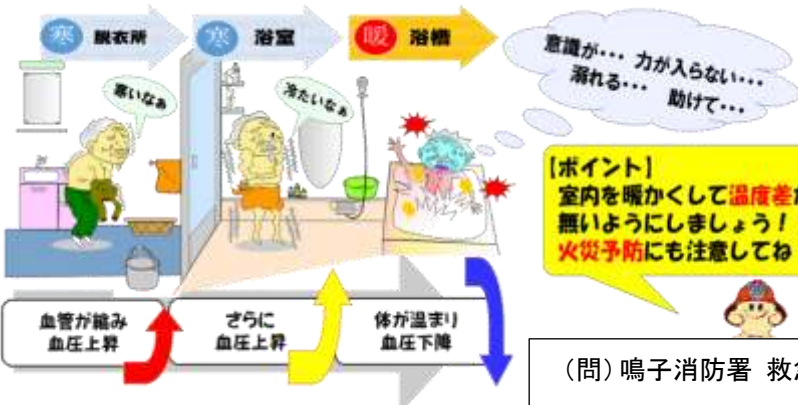 寒 脱衣所
寒 浴室
暖 浴槽
寒いなぁ
冷たいなぁ
意識が・・・ 力が入らない・・・
溺れる・・・ 助けて・・・
【ポイント】
室内を暖かくして温度差
無いようにしましょう！
火災予防にも注意してね
血管が縮み
血圧上昇
さらに
血圧上昇
体が温まり
血圧下降
（問）鳴子消防署 救